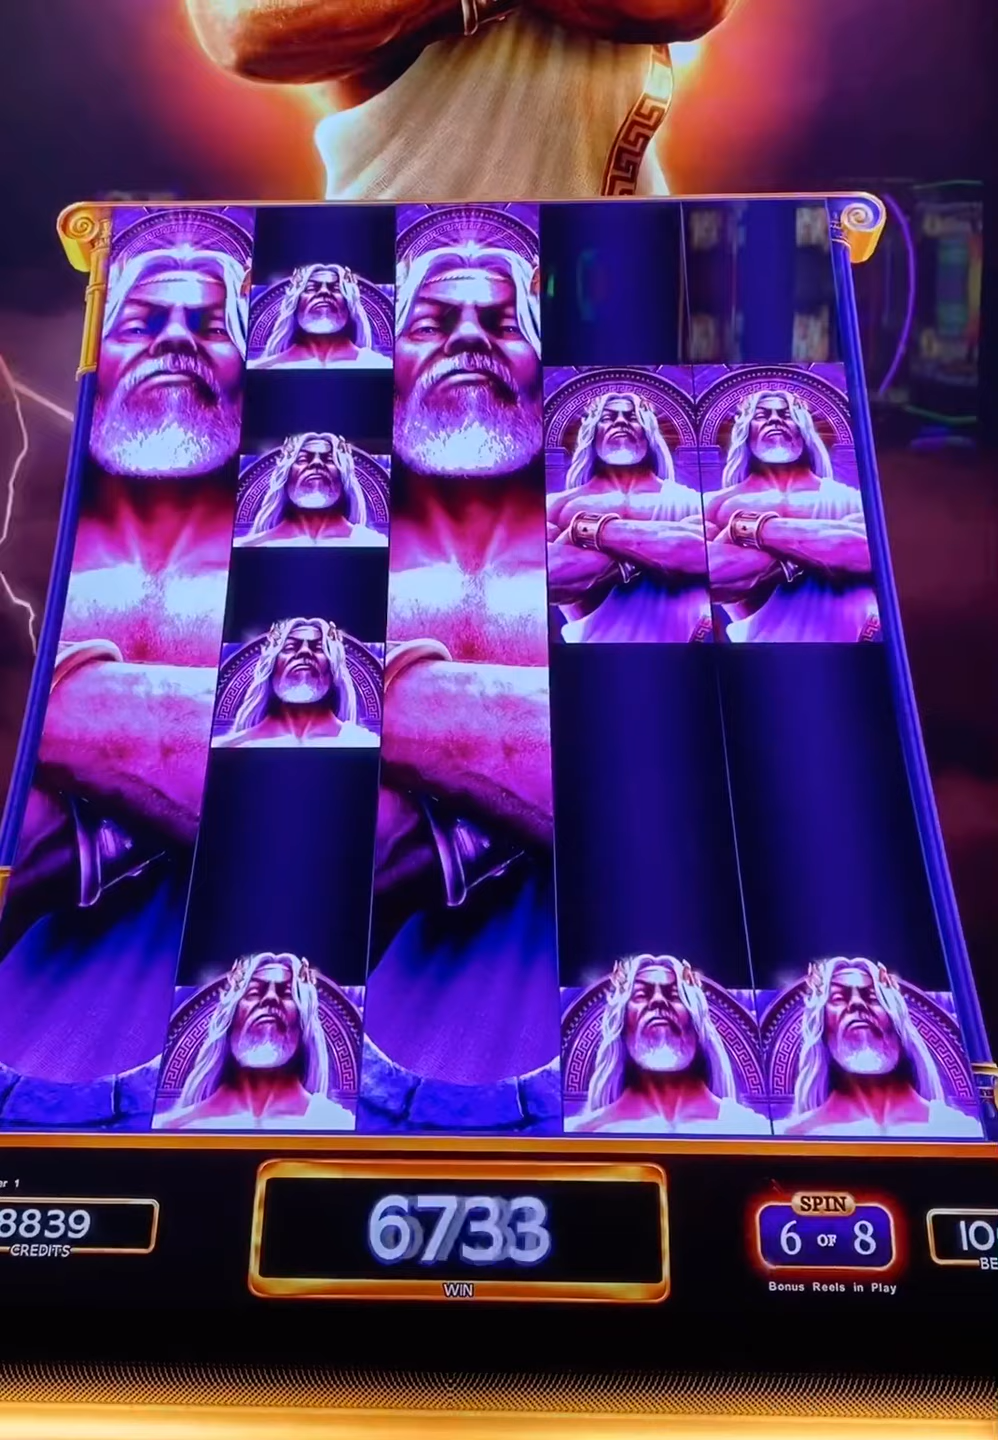 8839
CREDITS
6733
WIN
SPIN
6 OF 8
Bonus Reels in Play